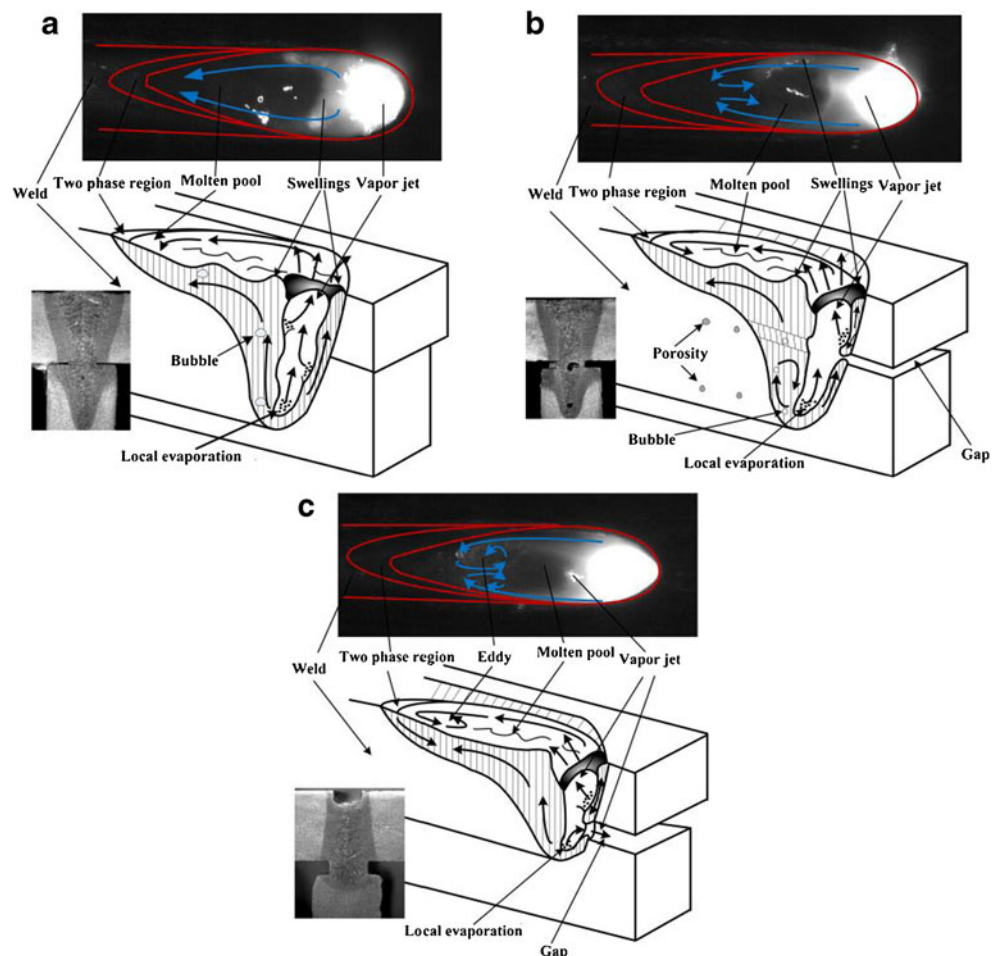 a
Weld
Two phase region
Molten pool
Swellings
Vapor jet
Bubble
Local evaporation
b
Weld
Two phase region
Molten pool
Swellings
Vapor jet
Porosity
Bubble
Local evaporation
Gap
c
Weld
Two phase region
Eddy
Molten pool
Vapor jet
Local evaporation
Gap